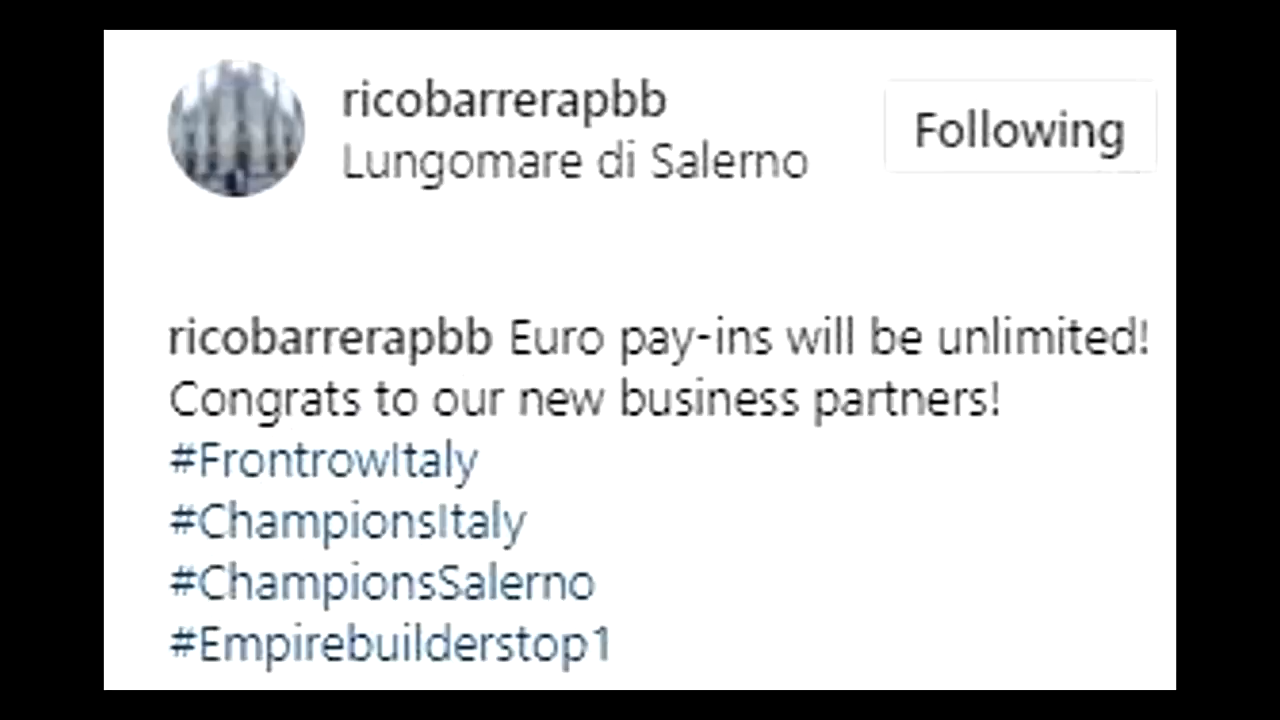 ricobarrerapbb
Lungomare di Salerno
Following
ricobarrerapbb Euro pay-ins will be unlimited!
Congrats to our new business partners!
#FrontrowItaly
#ChampionsItaly
#ChampionsSalerno
#Empirebuilderstop1